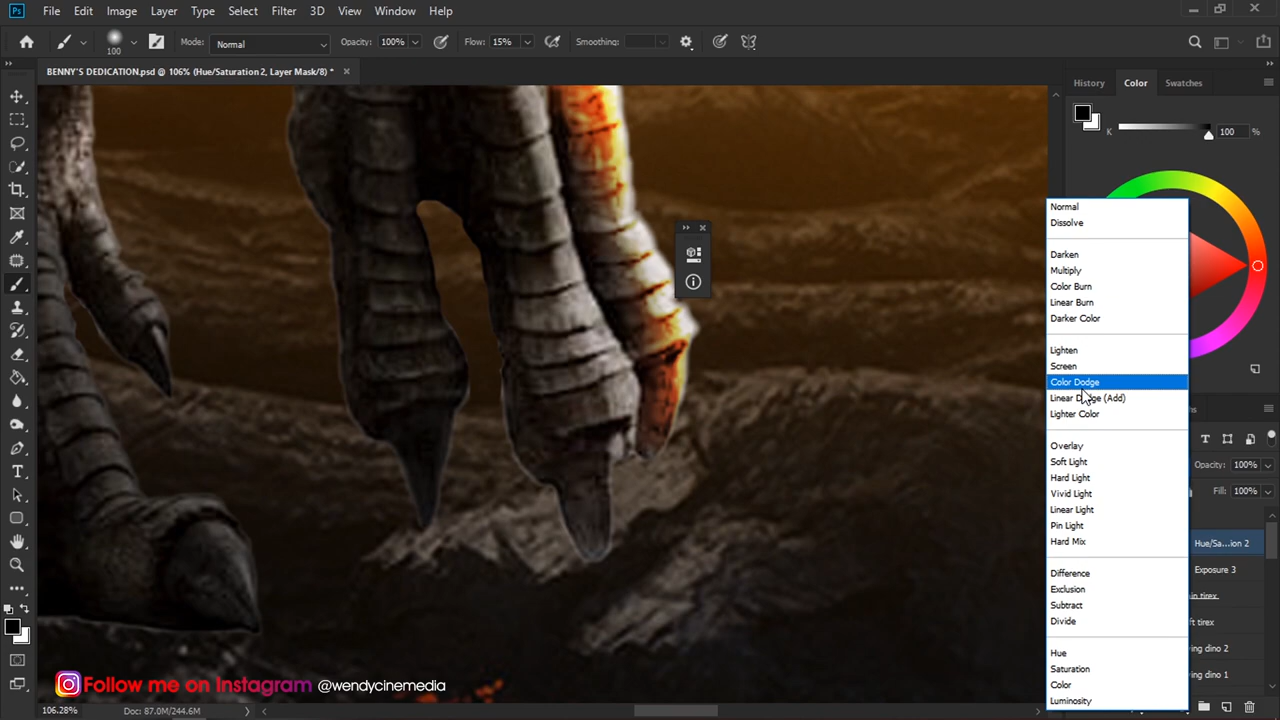 Ps File Edit Image Layer Type Select Filter 3D View Window Help
100 Mode: Normal Opacity: 100% Flow: 15% Smoothing:
BENNY'S DEDICATION.psd @ 106% (Hue/Saturation 2, Layer Mask/8) * ×
History Color Swatches
K 100 %
Normal
Dissolve
Darken
Multiply
Color Burn
Linear Burn
Darker Color
Lighten
Screen
Color Dodge
Linear Dodge (Add)
Lighter Color
Overlay
Soft Light
Opacity: 100%
Hard Light
Vivid Light
Fill: 100%
Linear Light
Pin Light
Hard Mix
Hue/Sa...ion 2
Difference
Exposure 3
Exclusion
Subtract
Divide
Hue
Saturation
Color
Luminosity
Follow me on Instagram @wenzcinemedia
106.28% Doc: 87.0M/244.6M